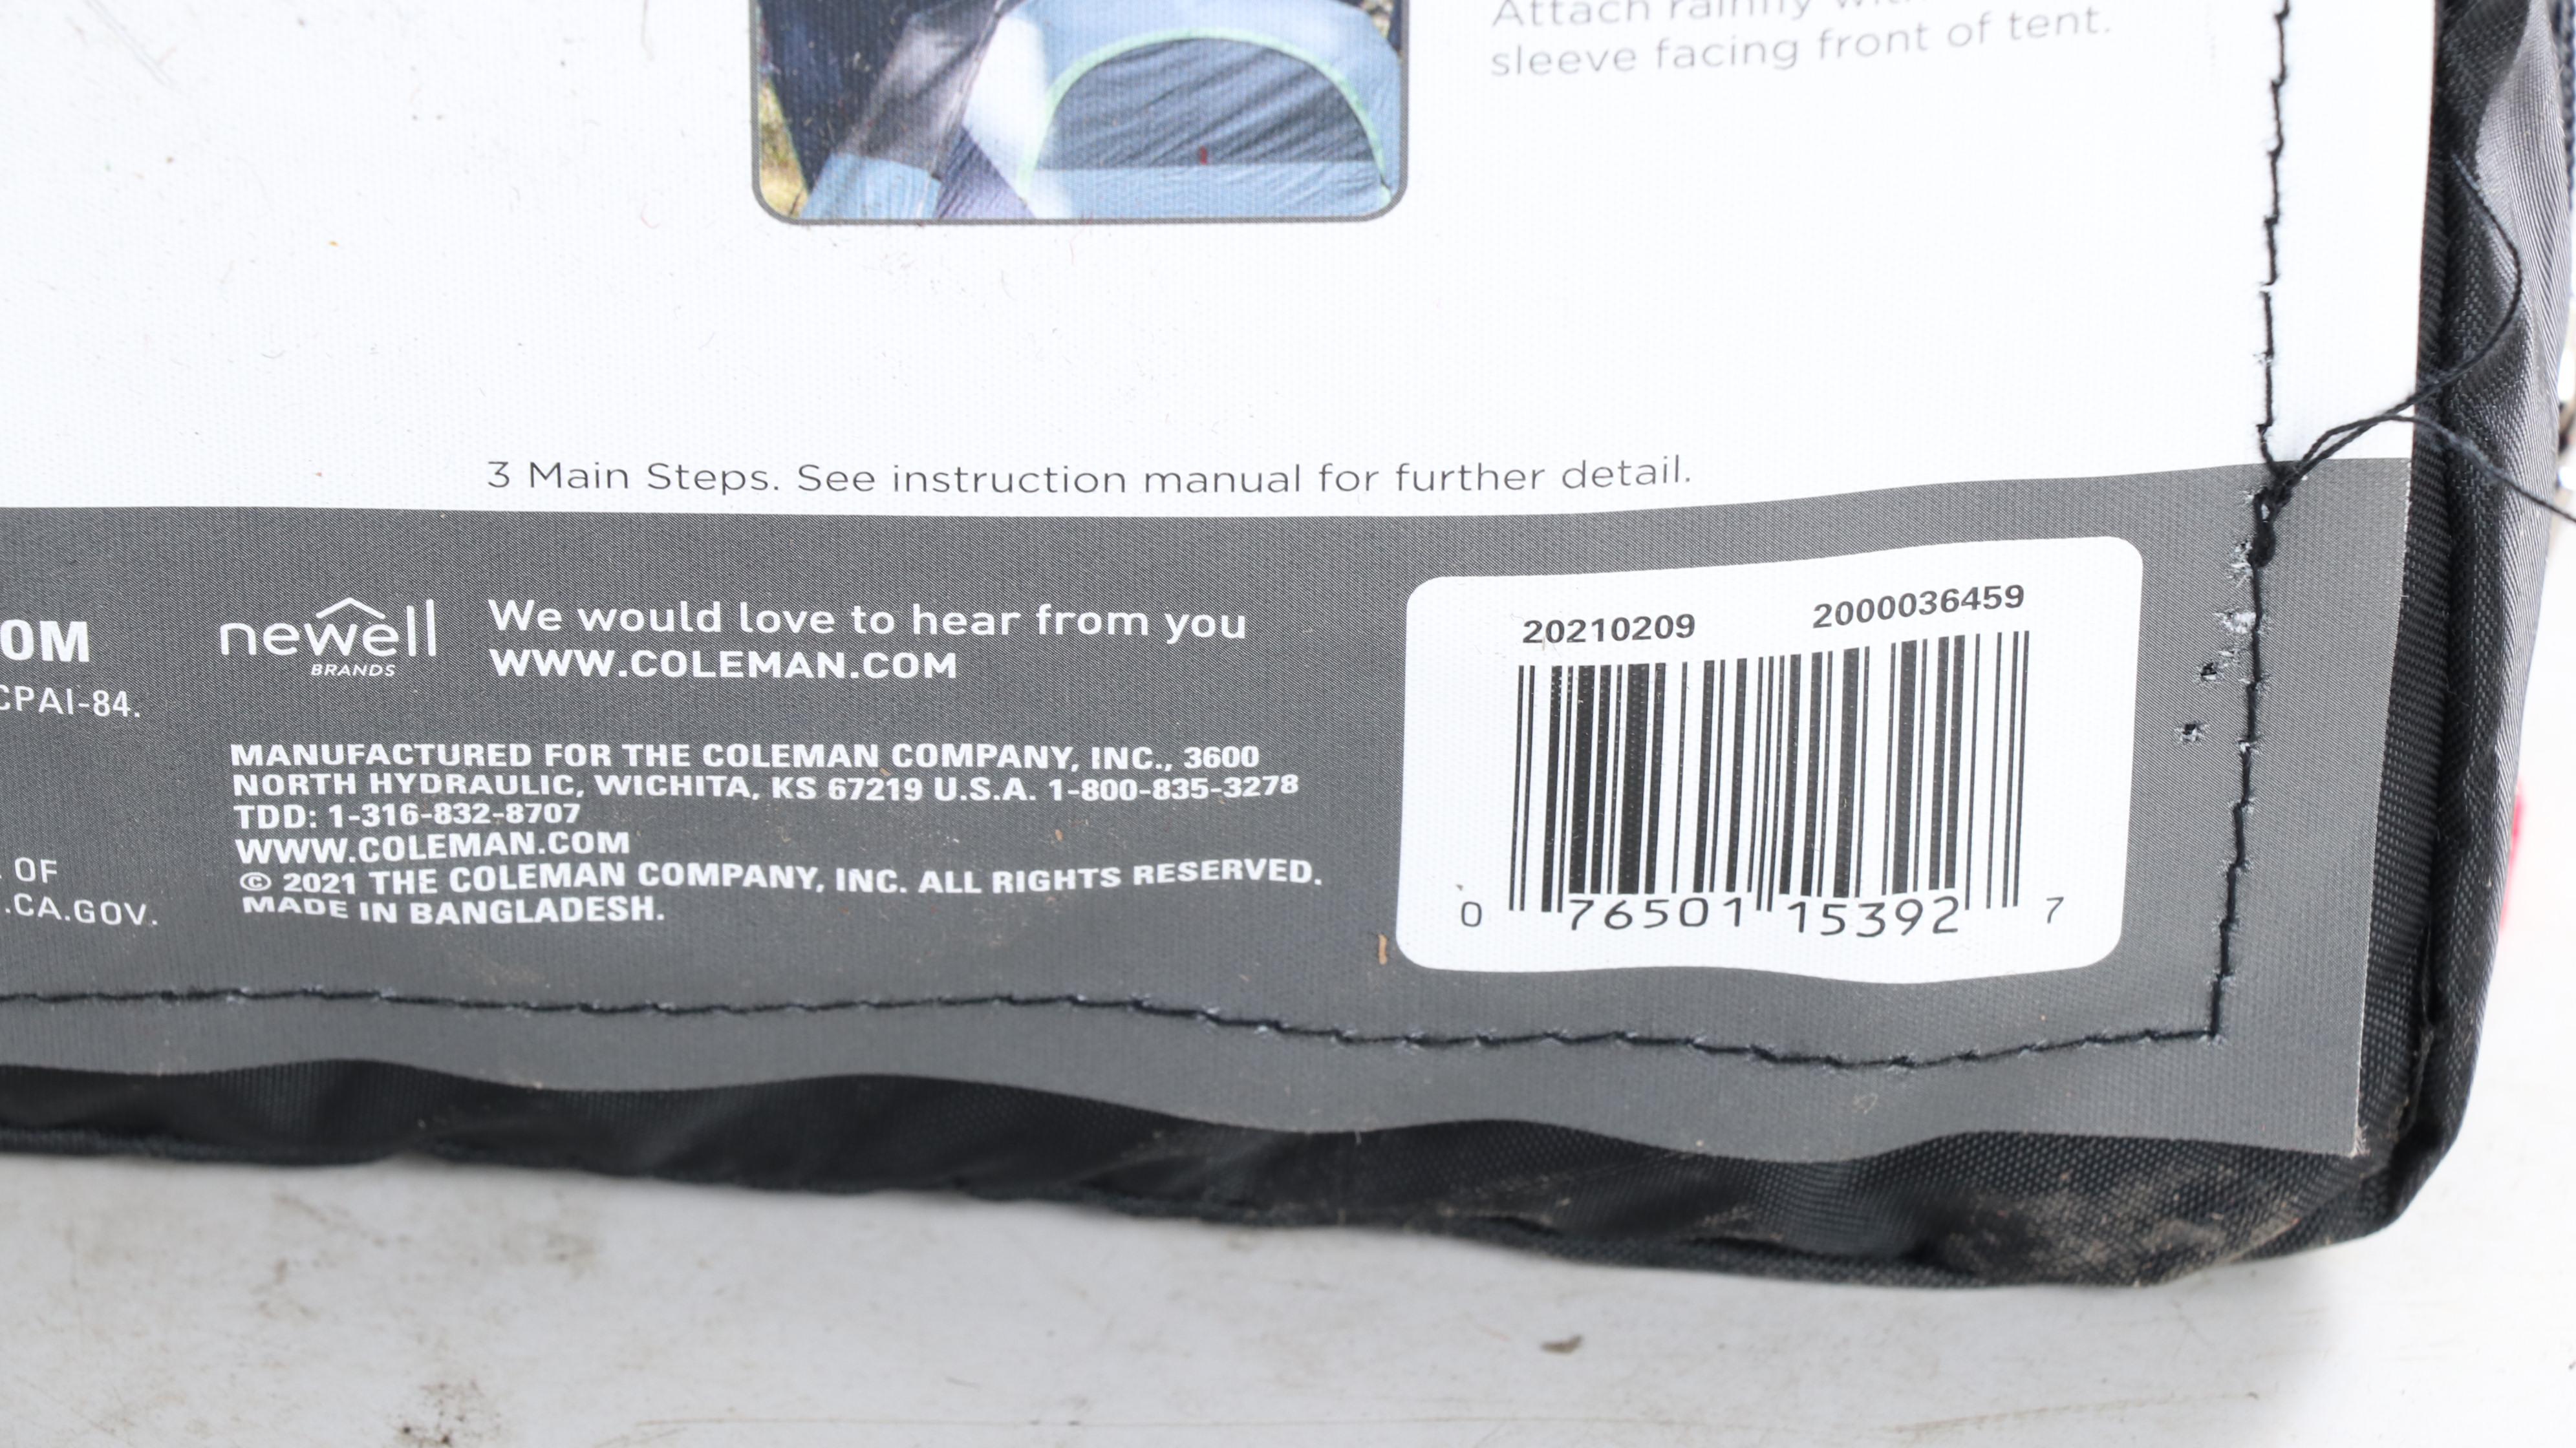 Attach rainfly
sleeve facing front of tent.
3 Main Steps. See instruction manual for further detail.
OM
CPAI-84.
OF
.CA.GOV.
newell
BRANDS
We would love to hear from you
WWW.COLEMAN.COM
MANUFACTURED FOR THE COLEMAN COMPANY, INC., 3600
NORTH HYDRAULIC, WICHITA, KS 67219 U.S.A. 1-800-835-3278
TDD: 1-316-832-8707
WWW.COLEMAN.COM
© 2021 THE COLEMAN COMPANY, INC. ALL RIGHTS RESERVED.
MADE IN BANGLADESH.
20210209 2000036459
0 76501 15392 7